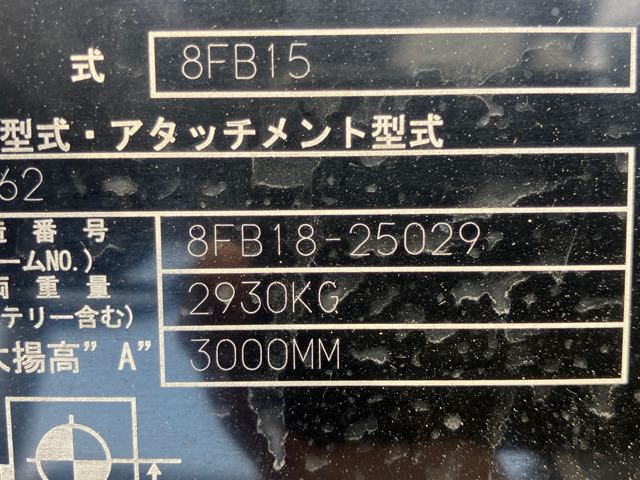 式 8FB15
型式・アタッチメント型式
62
番号 8FB18-25029
ームNO.)
重量 2930KG
テリー含む)
揚高"A" 3000MM